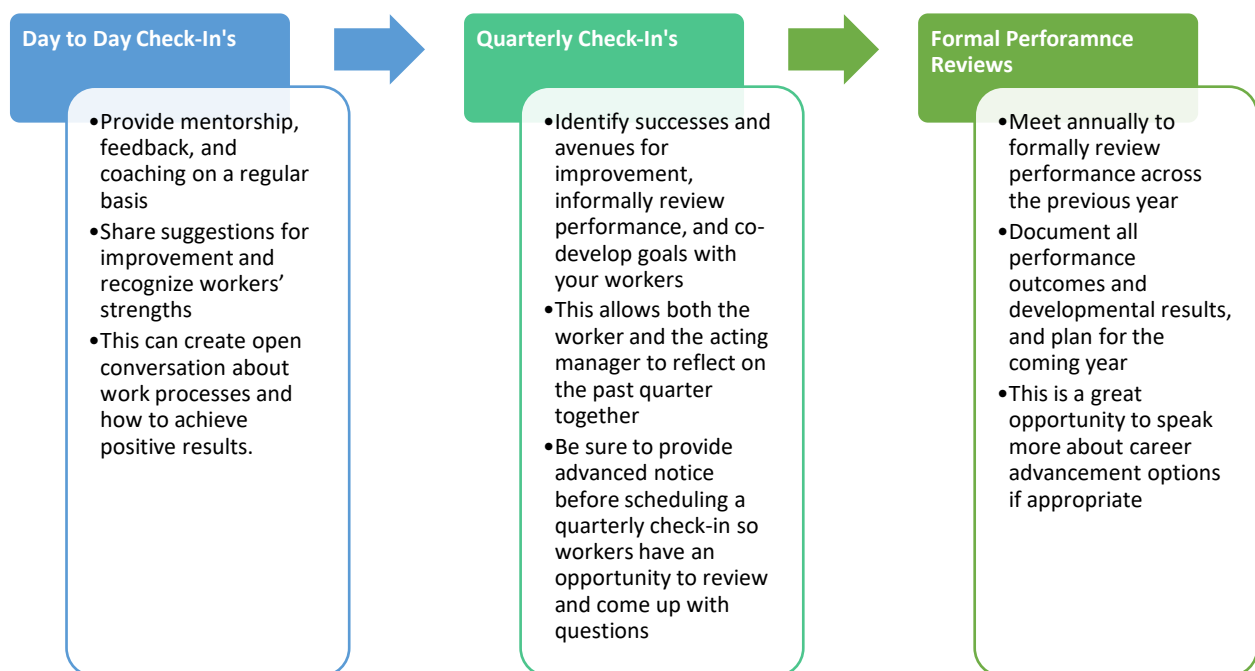 Day to Day Check-In's
•Provide mentorship,
feedback, and
coaching on a regular
basis
•Share suggestions for
improvement and
recognize workers’
strengths
•This can create open
conversation about
work processes and
how to achieve
positive results.
Quarterly Check-In's
•Identify successes and
avenues for
improvement,
informally review
performance, and co-
develop goals with
your workers
•This allows both the
worker and the acting
manager to reflect on
the past quarter
together
•Be sure to provide
advanced notice
before scheduling a
quarterly check-in so
workers have an
opportunity to review
and come up with
questions
Formal Perforamnce
Reviews
•Meet annually to
formally review
performance across
the previous year
•Document all
performance
outcomes and
developmental results,
and plan for the
coming year
•This is a great
opportunity to speak
more about career
advancement options
if appropriate